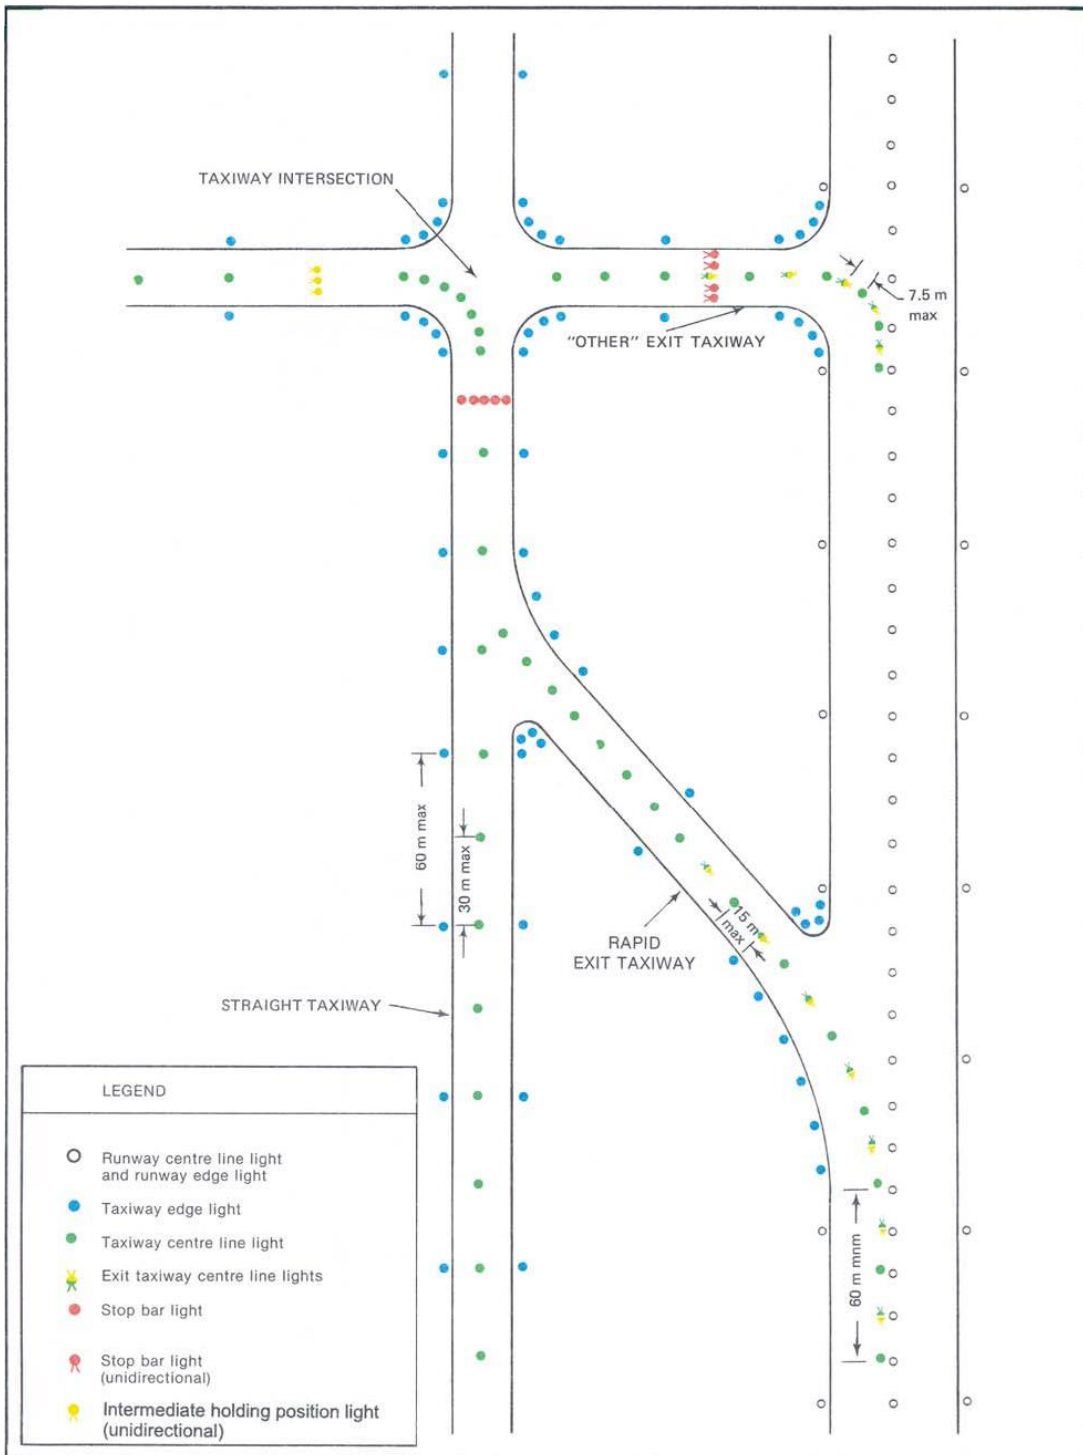 TAXIWAY INTERSECTION
7.5 m
max
"OTHER" EXIT TAXIWAY
60 m max
30 m max
15 m
max
RAPID
EXIT TAXIWAY
STRAIGHT TAXIWAY
60 m mnm
LEGEND
Runway centre line light
and runway edge light
Taxiway edge light
Taxiway centre line light
Exit taxiway centre line lights
Stop bar light
Stop bar light
(unidirectional)
Intermediate holding position light
(unidirectional)